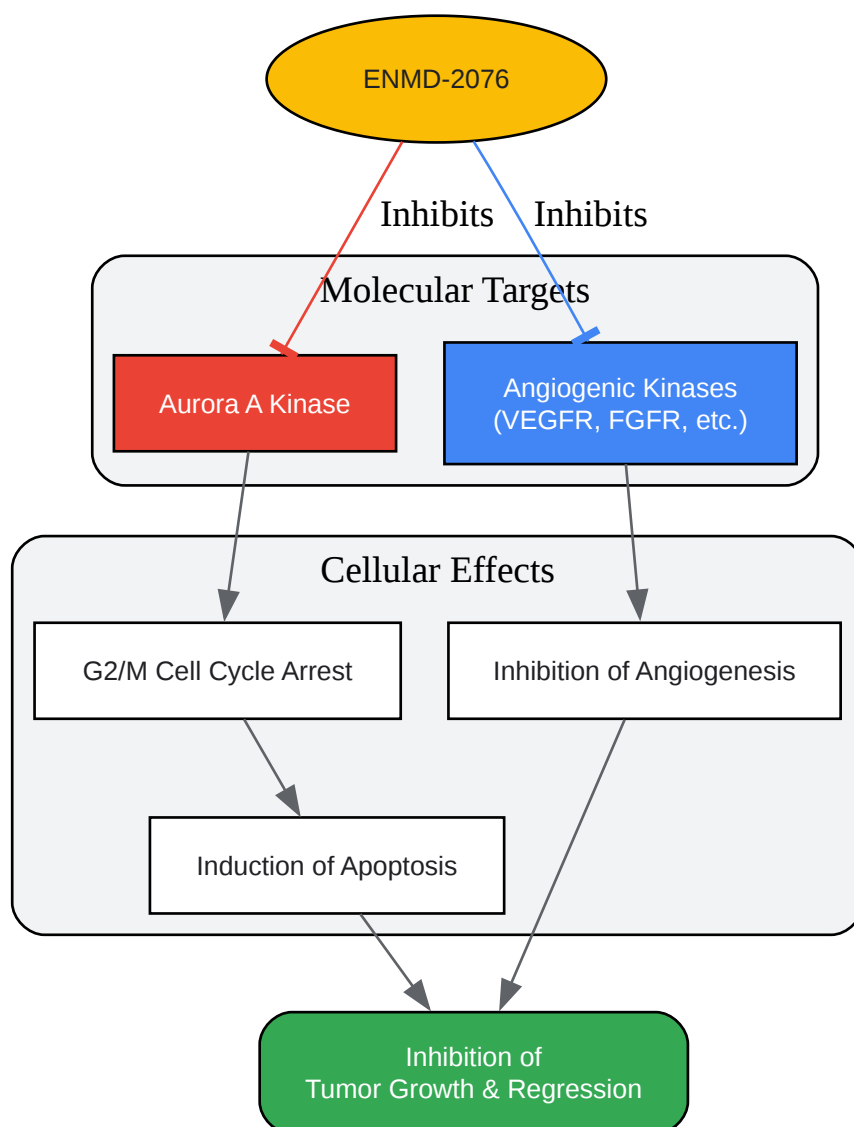 ENMD-2076
Inhibits
Inhibits
Molecular Targets
Aurora A Kinase
Angiogenic Kinases
(VEGFR, FGFR, etc.)
Cellular Effects
G2/M Cell Cycle Arrest
Inhibition of Angiogenesis
Induction of Apoptosis
Inhibition of
Tumor Growth & Regression